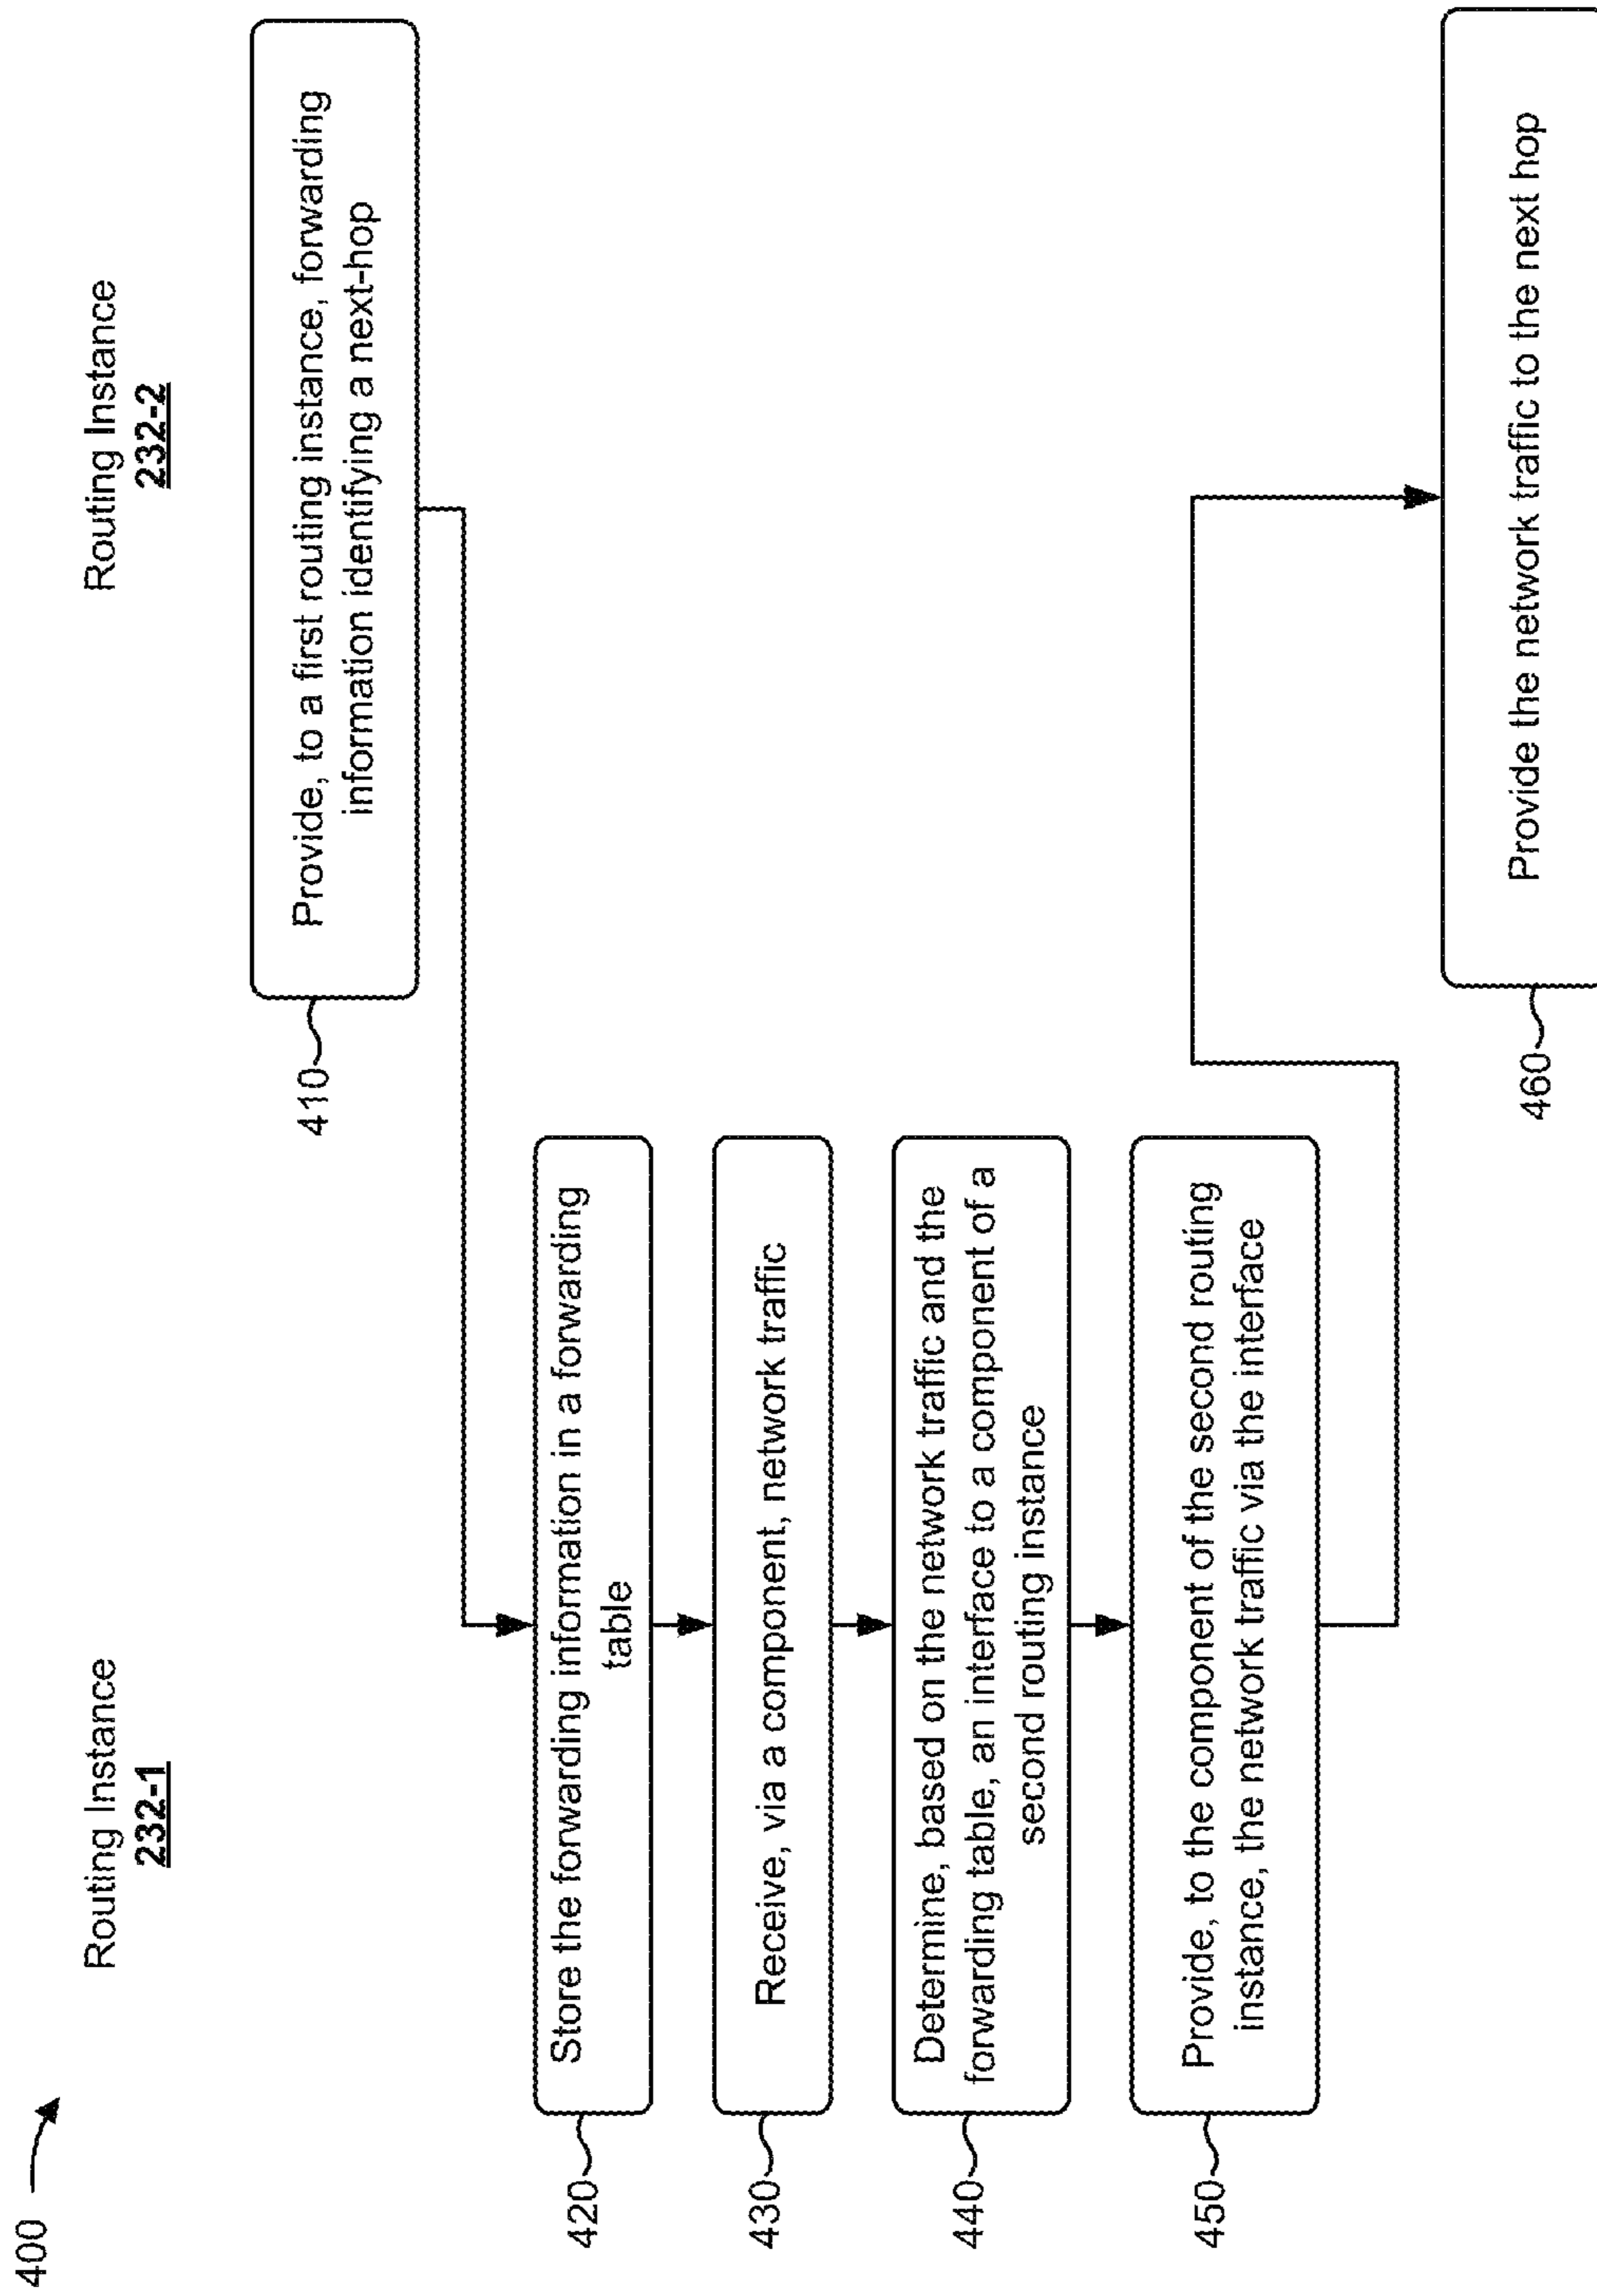 400
Routing Instance
232-1
Routing Instance
232-2
410
Provide, to a first routing instance, forwarding
information identifying a next-hop
420
Store the forwarding information in a forwarding
table
430
Receive, via a component, network traffic
440
Determine, based on the network traffic and the
forwarding table, an interface to a component of a
second routing instance
450
Provide, to the component of the second routing
instance, the network traffic via the interface
460
Provide the network traffic to the next hop